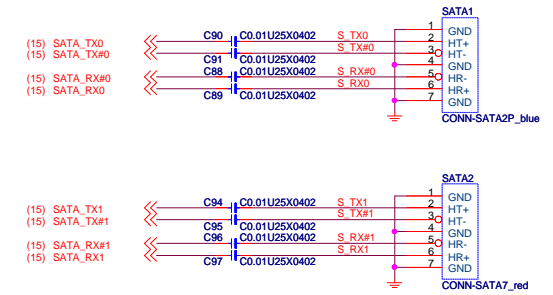 SATA1
C90 C0.01U25X0402 S_TX0 1 GND
(15) SATA_TX0 2 HT+
(15) SATA_TX#0 S_TX#0 3 HT-
C91 C0.01U25X0402 4 GND
(15) SATA_RX#0 C88 S_RX#0 5 HR-
(15) SATA_RX0 S_RX0 6 HR+
C89 C0.01U25X0402 7 GND
CONN-SATA2P_blue
SATA2
C94 C0.01U25X0402 S_TX1 1 GND
(15) SATA_TX1 2 HT+
(15) SATA_TX#1 S_TX#1 3 HT-
C95 C0.01U25X0402 4 GND
(15) SATA_RX#1 C96 S_RX#1 5 HR-
(15) SATA_RX1 S_RX1 6 HR+
C97 C0.01U25X0402 7 GND
CONN-SATA7_red